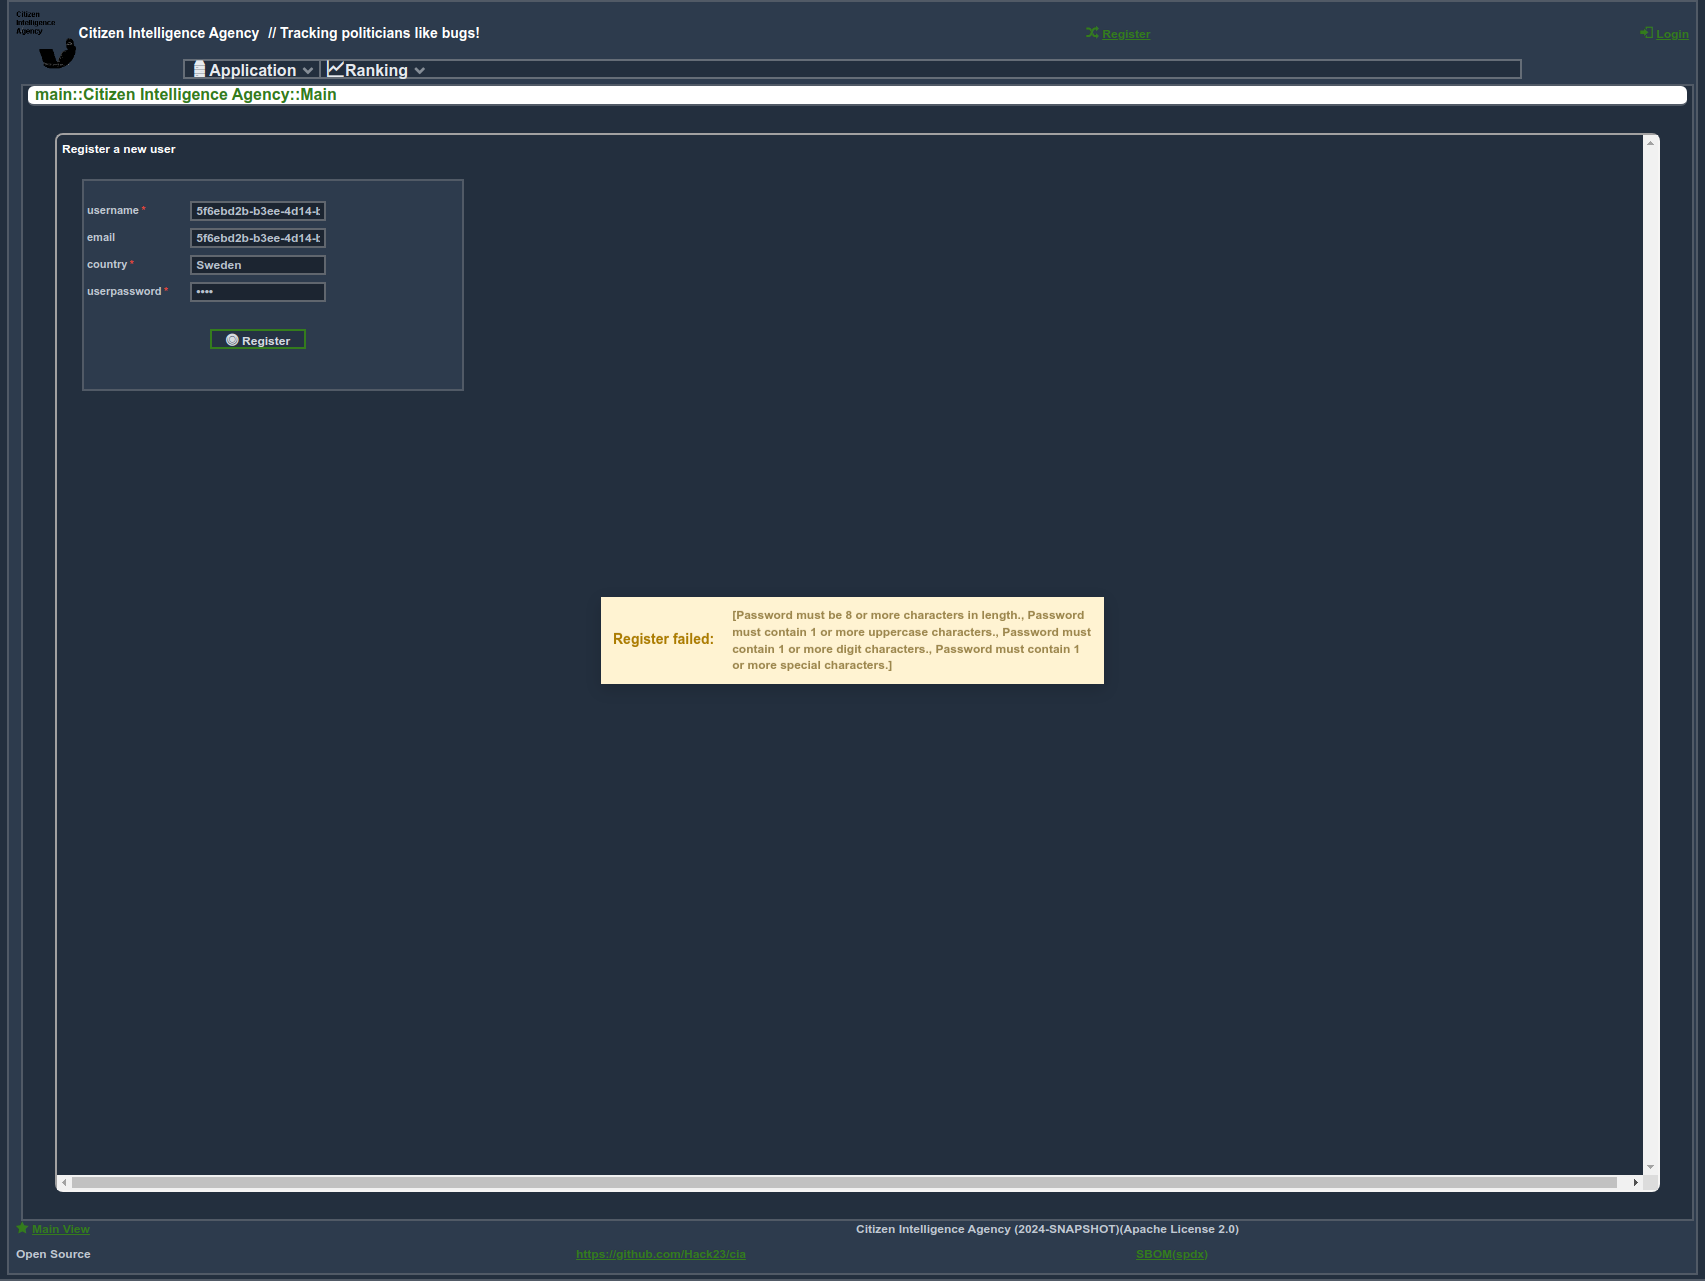 Citizen
Intelligence
Agency
Citizen Intelligence Agency // Tracking politicians like bugs!
Register
Login
Application
Ranking
main::Citizen Intelligence Agency::Main
Register a new user
username *
5f6ebd2b-b3ee-4d14-b
email
5f6ebd2b-b3ee-4d14-b
country *
Sweden
userpassword *
••••
Register
Register failed:
[Password must be 8 or more characters in length., Password
must contain 1 or more uppercase characters., Password must
contain 1 or more digit characters., Password must contain 1
or more special characters.]
Main View
Citizen Intelligence Agency (2024-SNAPSHOT)(Apache License 2.0)
Open Source
https://github.com/Hack23/cia
SBOM(spdx)